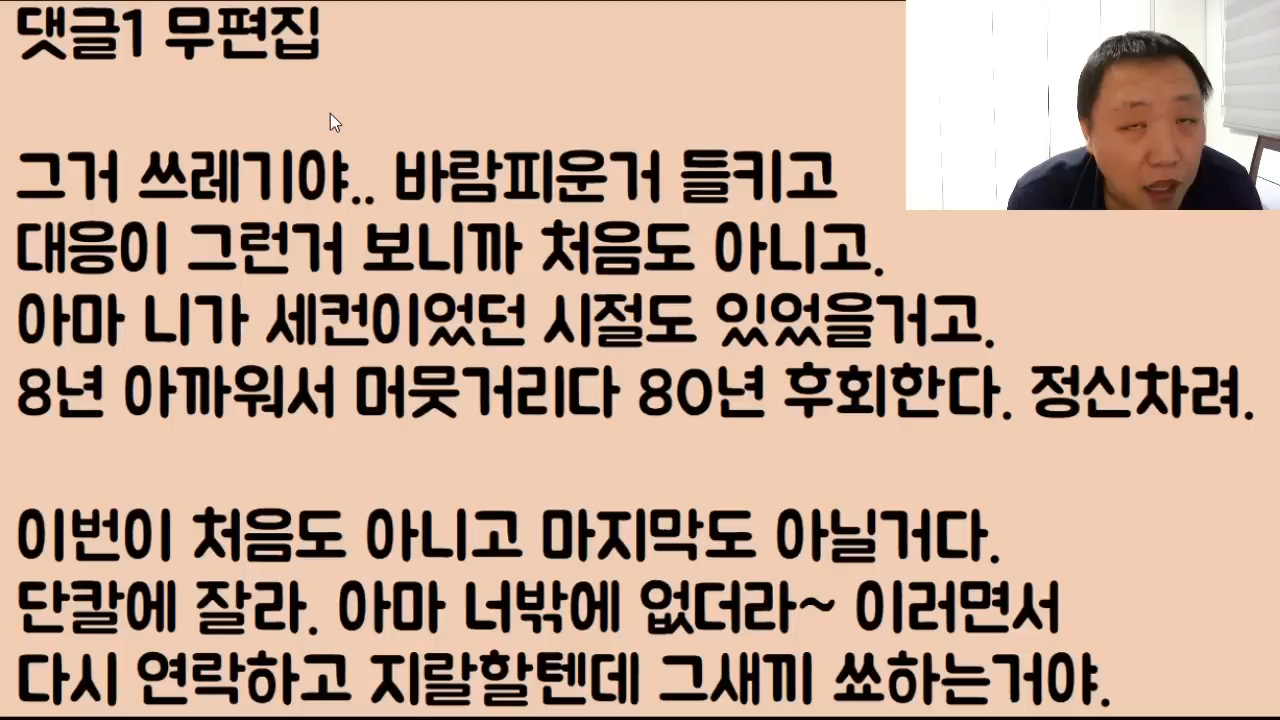 댓글1 무편집
그거 쓰레기야.. 바람피운거 들키고
대응이 그런거 보니까 처음도 아니고.
아마 니가 세컨이었던 시절도 있었을거고.
8년 아까워서 머뭇거리다 80년 후회한다. 정신차려.
이번이 처음도 아니고 마지막도 아닐거다.
단칼에 잘라. 아마 너밖에 없더라~ 이러면서
다시 연락하고 지랄할텐데 그새끼 쑈하는거야.